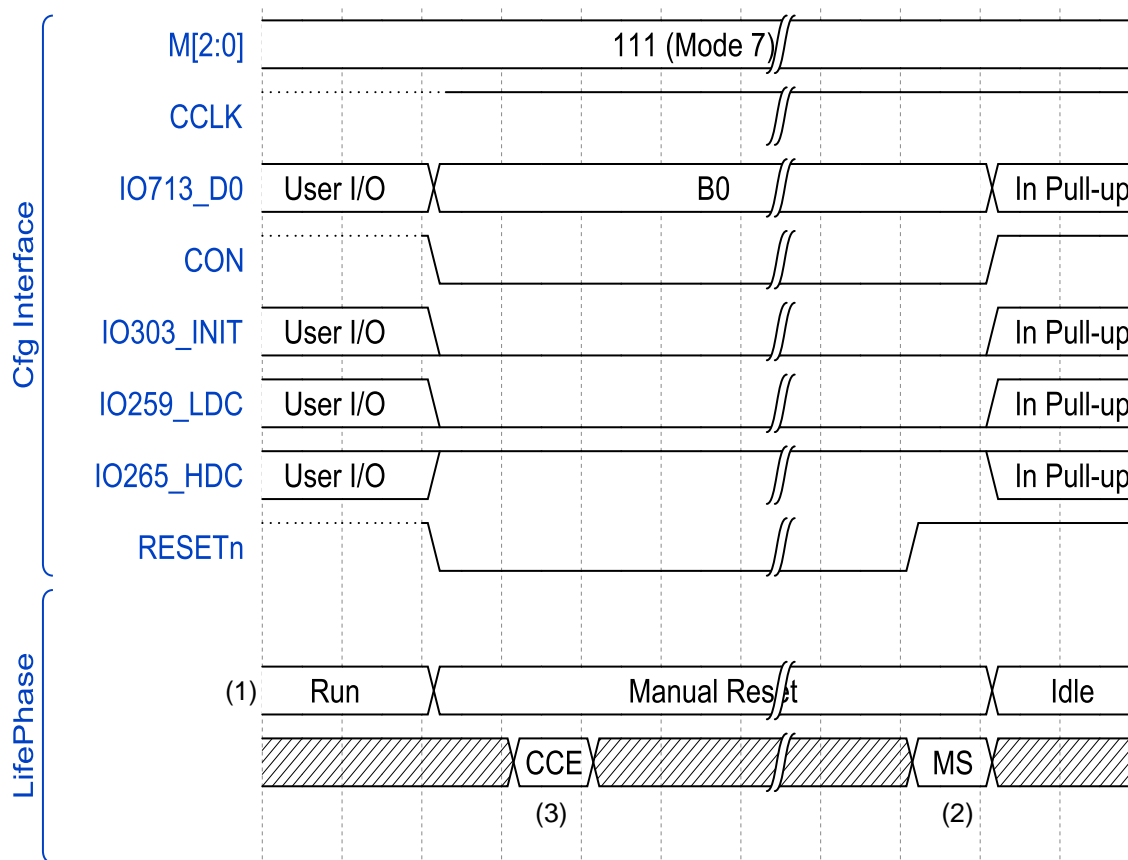 Cfg Interface
M[2:0] 111 (Mode 7)
CCLK
IO713_D0 User I/O B0 In Pull-up
CON
IO303_INIT User I/O In Pull-up
IO259_LDC User I/O In Pull-up
IO265_HDC User I/O In Pull-up
RESETn
LifePhase
(1) Run Manual Reset Idle
CCE MS
(3) (2)